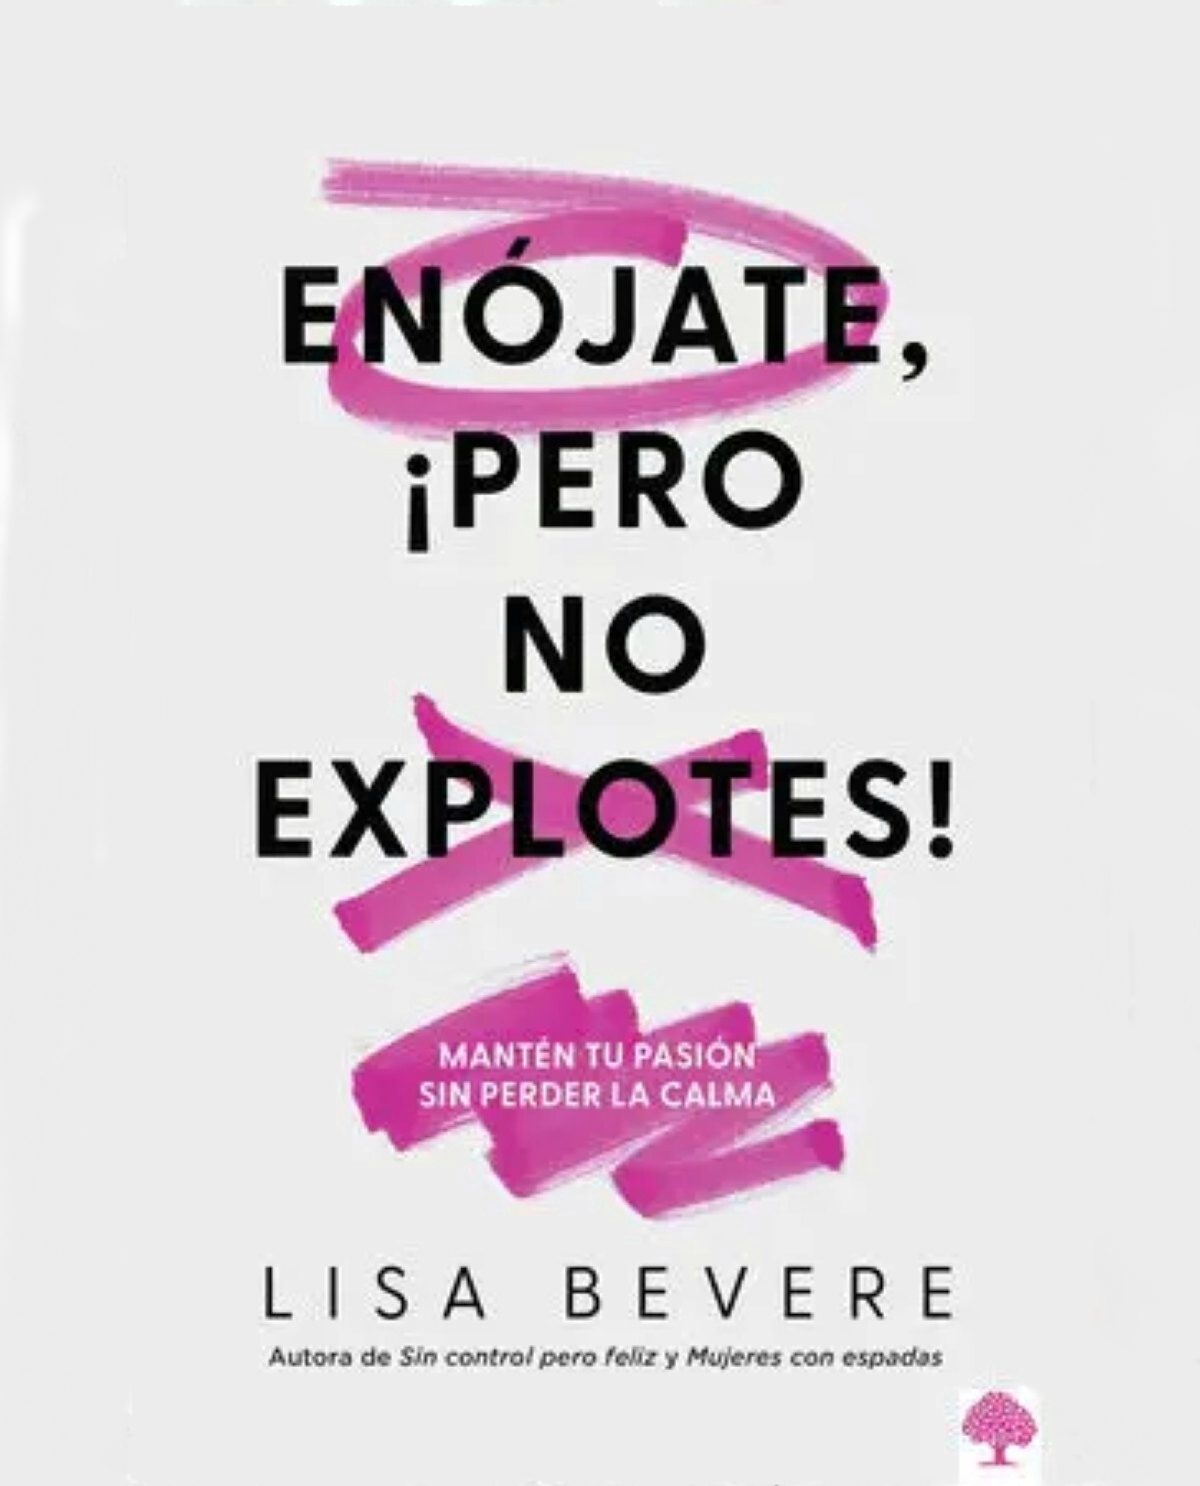 ENÓJATE,
¡PERO
NO
EXPLOTES!
MANTÉN TU PASIÓN
SIN PERDER LA CALMA
LISA BEVERE
Autora de Sin control pero feliz y Mujeres con espadas